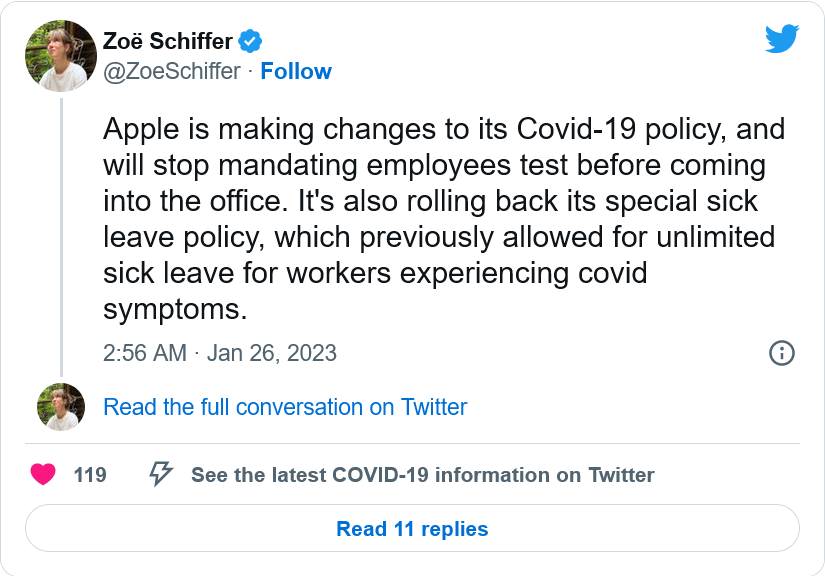 Zoë Schiffer
@ZoeSchiffer · Follow
Apple is making changes to its Covid-19 policy, and
will stop mandating employees test before coming
into the office. It's also rolling back its special sick
leave policy, which previously allowed for unlimited
sick leave for workers experiencing covid
symptoms.
2:56 AM · Jan 26, 2023
Read the full conversation on Twitter
119 See the latest COVID-19 information on Twitter
Read 11 replies